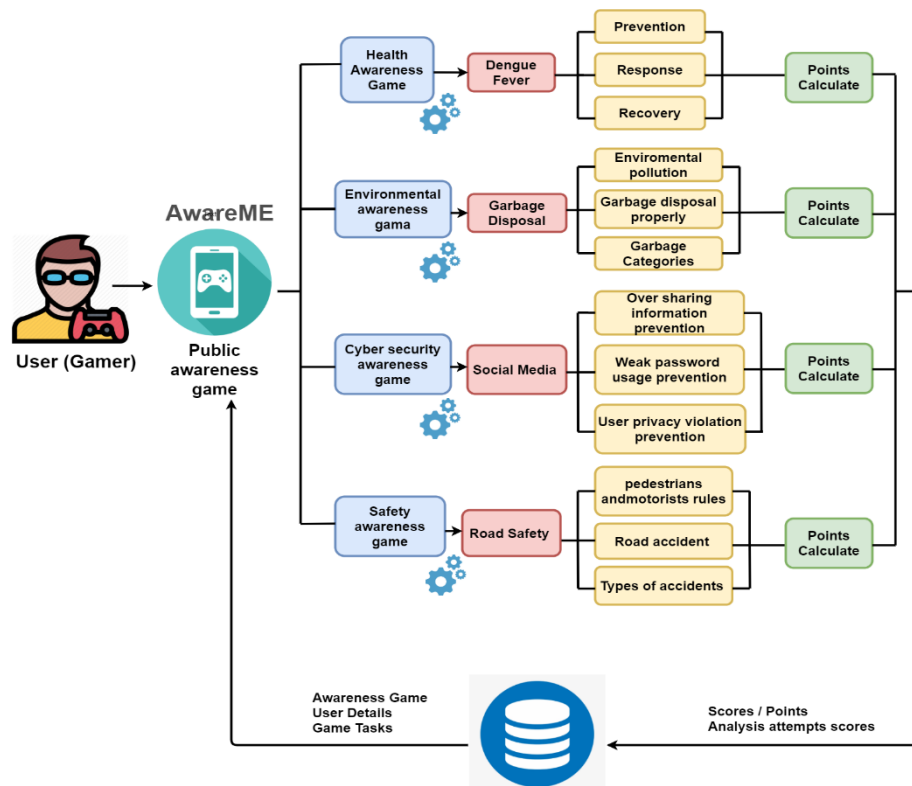 AwareME
User (Gamer)
Public
awareness
game
Health
Awareness
Game
Dengue
Fever
Prevention
Response
Recovery
Points
Calculate
Environmental
awareness
gama
Garbage
Disposal
Enviromental
pollution
Garbage disposal
properly
Garbage
Categories
Points
Calculate
Cyber security
awareness
game
Social Media
Over sharing
information
prevention
Weak password
usage prevention
User privacy violation
prevention
Points
Calculate
Safety
awareness
game
Road Safety
pedestrians
andmotorists rules
Road accident
Types of accidents
Points
Calculate
Awareness Game
User Details
Game Tasks
Scores / Points
Analysis attempts scores